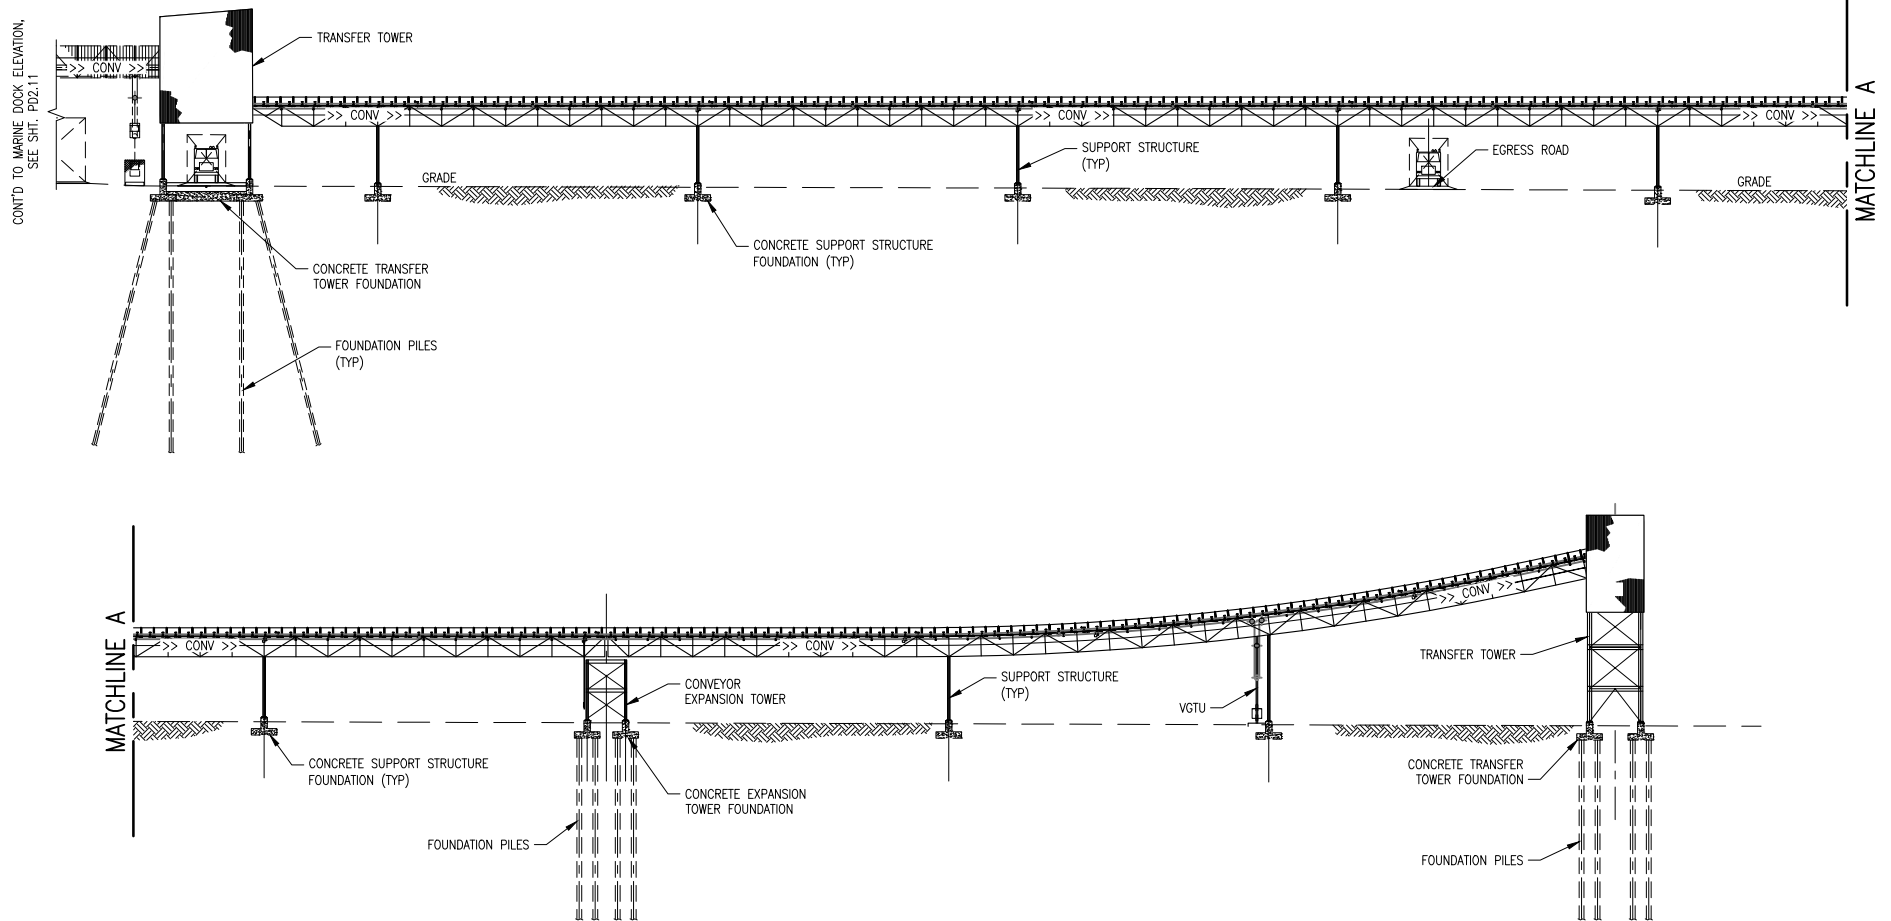 CONT'D TO MARINE DOCK ELEVATION,
SEE SHT. PD2.11
>> CONV >>
TRANSFER TOWER
>> CONV >>
>> CONV >>
>> CONV >>
MATCHLINE A
SUPPORT STRUCTURE
(TYP)
EGRESS ROAD
GRADE
GRADE
CONCRETE SUPPORT STRUCTURE
FOUNDATION (TYP)
CONCRETE TRANSFER
TOWER FOUNDATION
FOUNDATION PILES
(TYP)
MATCHLINE A
>> CONV >>
>> CONV >>
>> CONV >>
TRANSFER TOWER
CONVEYOR
EXPANSION TOWER
SUPPORT STRUCTURE
(TYP)
VGTU
CONCRETE SUPPORT STRUCTURE
FOUNDATION (TYP)
CONCRETE TRANSFER
TOWER FOUNDATION
CONCRETE EXPANSION
TOWER FOUNDATION
FOUNDATION PILES
FOUNDATION PILES